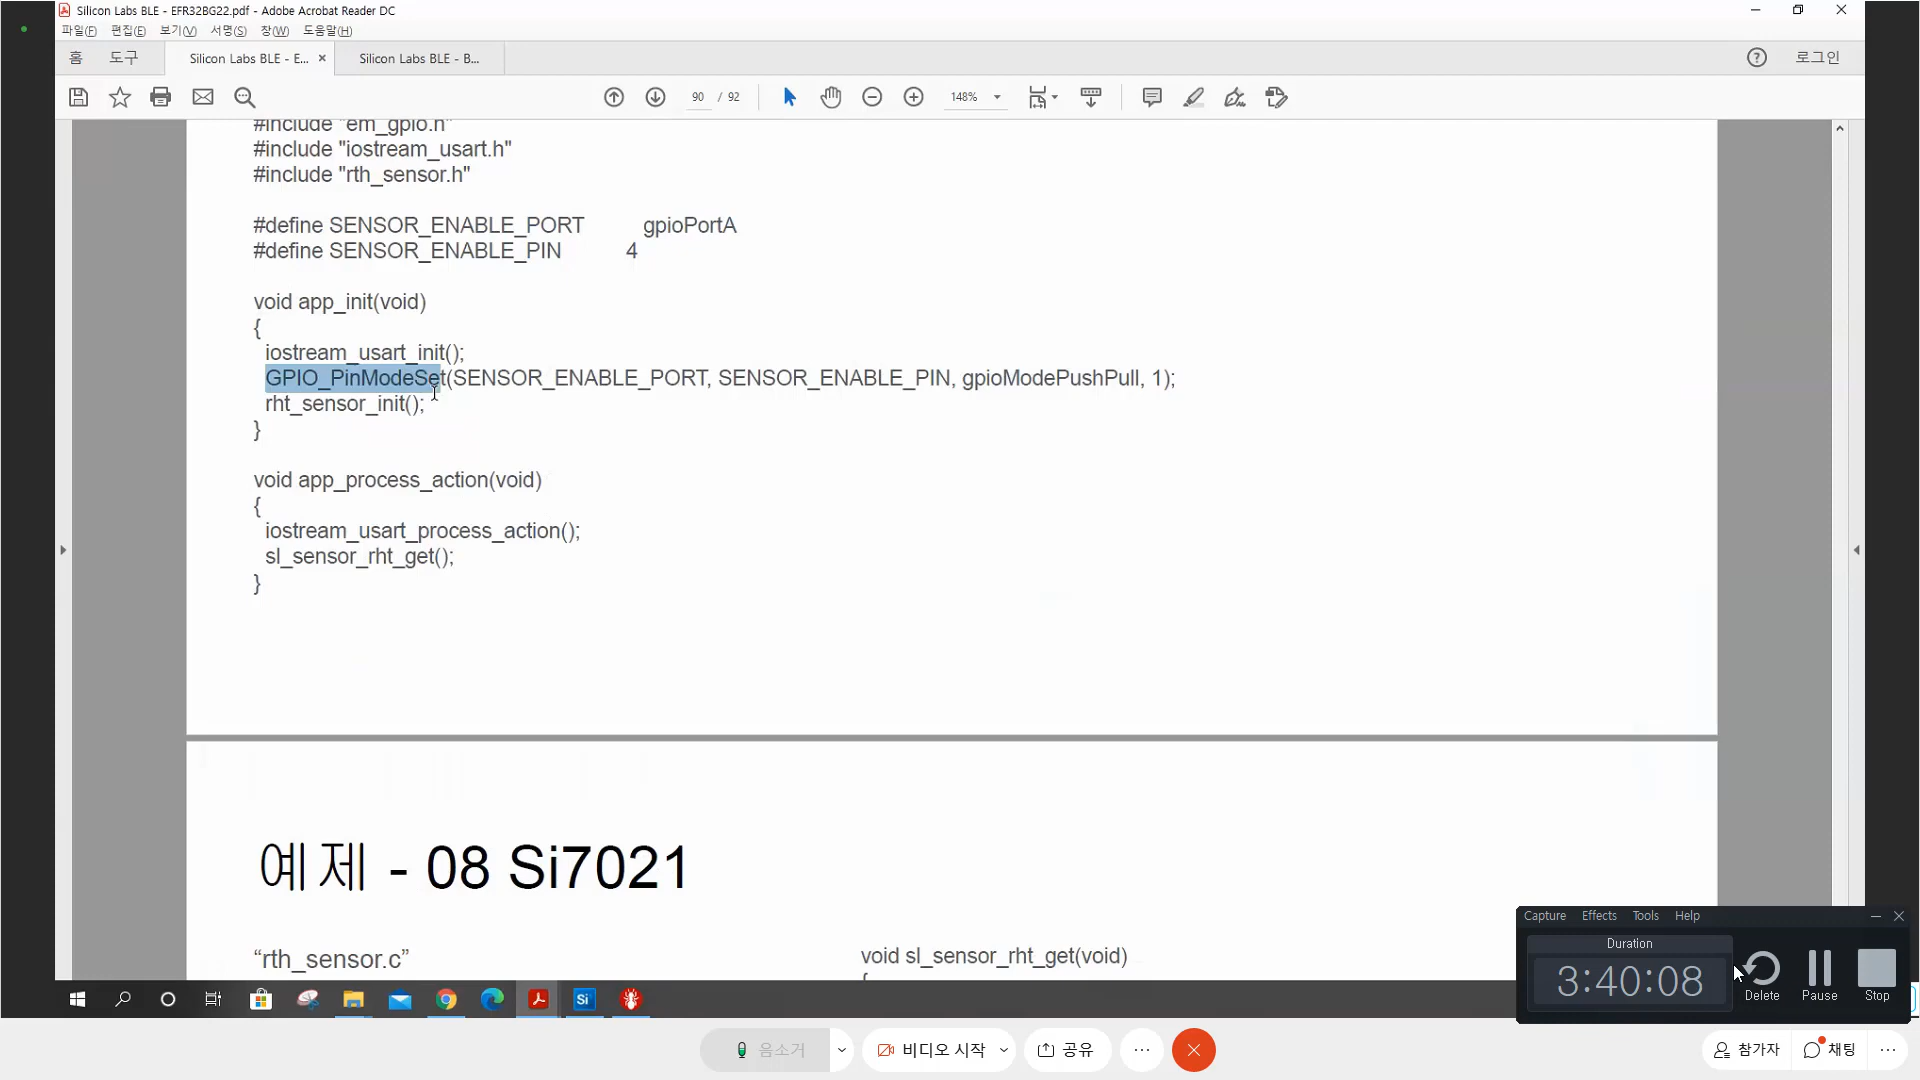 Silicon Labs BLE - EFR32BG22.pdf - Adobe Acrobat Reader DC
파일(F) 편집(E) 보기(V) 서명(S) 창(W) 도움말(H)
홈 도구 Silicon Labs BLE - E... × Silicon Labs BLE - B... 로그인
90 / 92 148%
#include "em_gpio.h"
#include "iostream_usart.h"
#include "rth_sensor.h"
#define SENSOR_ENABLE_PORT gpioPortA
#define SENSOR_ENABLE_PIN 4
void app_init(void)
{
iostream_usart_init();
GPIO_PinModeSet(SENSOR_ENABLE_PORT, SENSOR_ENABLE_PIN, gpioModePushPull, 1);
rht_sensor_init();
}
void app_process_action(void)
{
iostream_usart_process_action();
sl_sensor_rht_get();
}
예제 - 08 Si7021
“rth_sensor.c”
void sl_sensor_rht_get(void)
{
Capture Effects Tools Help
Duration
3:40:08
Delete Pause Stop
Si
음소거 비디오 시작 공유 참가자 채팅